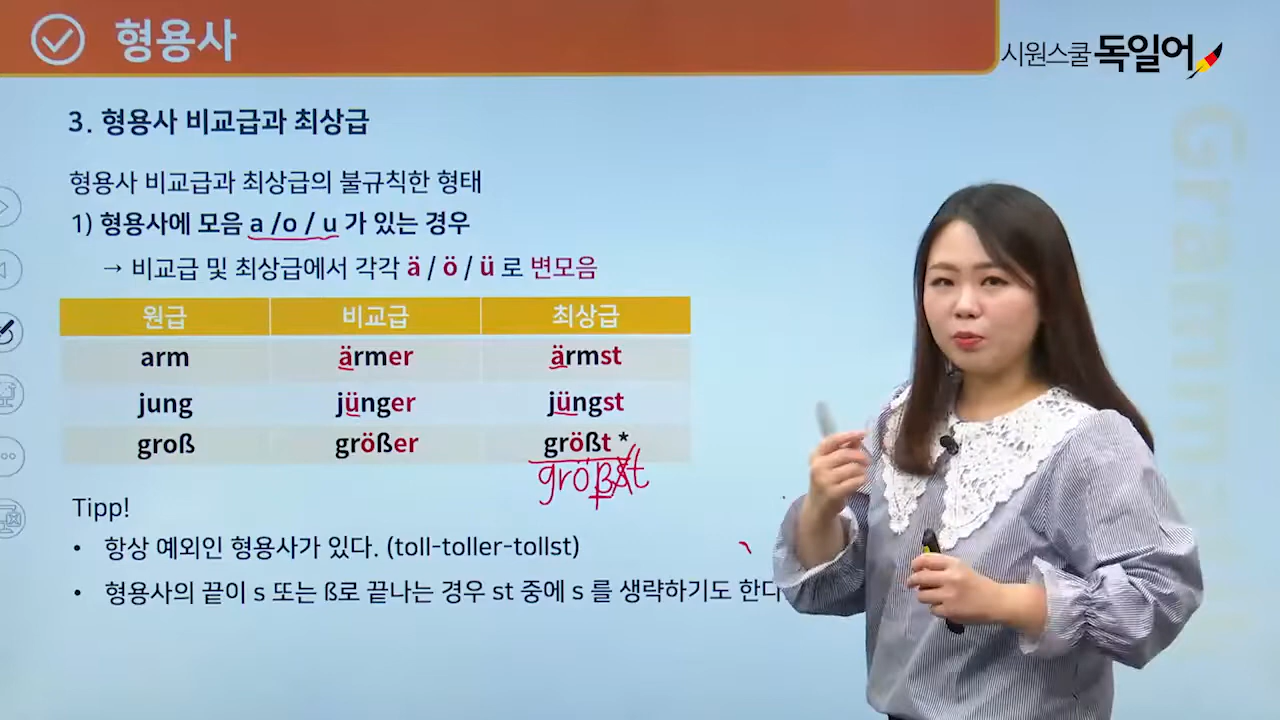 형용사
시원스쿨 독일어
3. 형용사 비교급과 최상급
형용사 비교급과 최상급의 불규칙한 형태
1) 형용사에 모음 a /o / u 가 있는 경우
→ 비교급 및 최상급에서 각각 ä / ö / ü 로 변모음
원급 비교급 최상급
arm ärmer ärmst
jung jünger jüngst
groß größer größt *
größst
Tipp!
• 항상 예외인 형용사가 있다. (toll-toller-tollst)
• 형용사의 끝이 s 또는 ß로 끝나는 경우 st 중에 s 를 생략하기도 한다